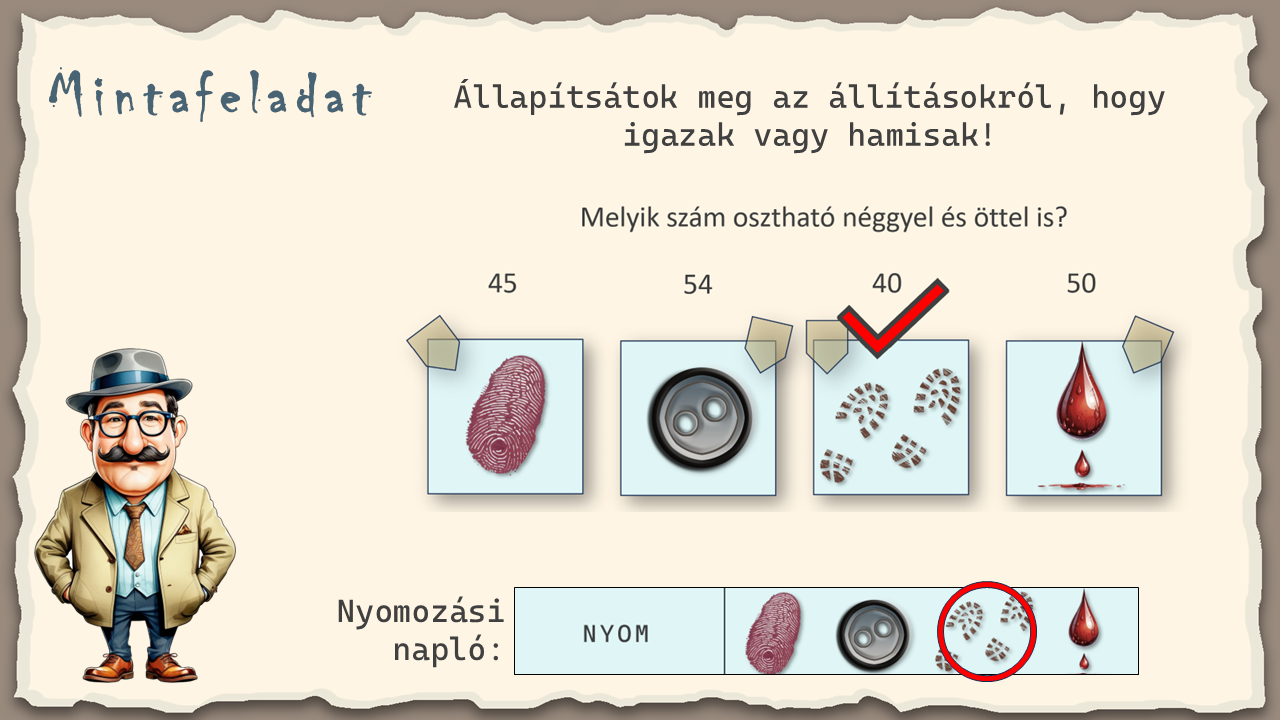 Mintafeladat
Állapítsátok meg az állításokról, hogy
igazak vagy hamisak!
Melyik szám osztható néggyel és öttel is?
45 54 40 50
Nyomozási
napló:
NYOM